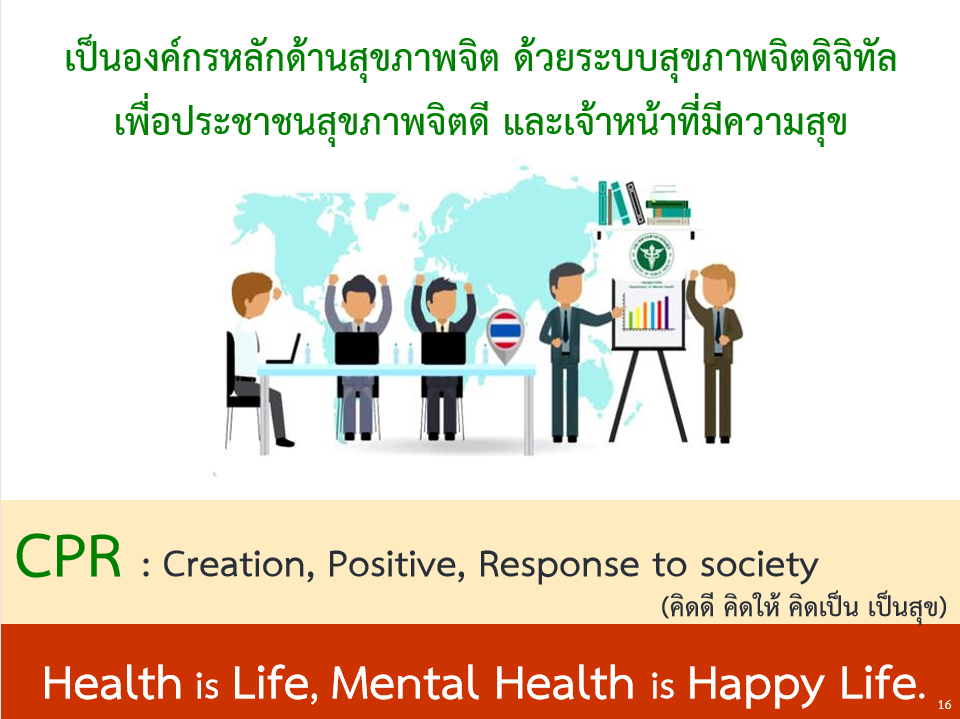 เป็นองค์กรหลักด้านสุขภาพจิต ด้วยระบบสุขภาพจิตดิจิทัล
เพื่อประชาชนสุขภาพจิตดี และเจ้าหน้าที่มีความสุข
CPR : Creation, Positive, Response to society
(คิดดี คิดให้ คิดเป็น เป็นสุข)
Health is Life, Mental Health is Happy Life.
16